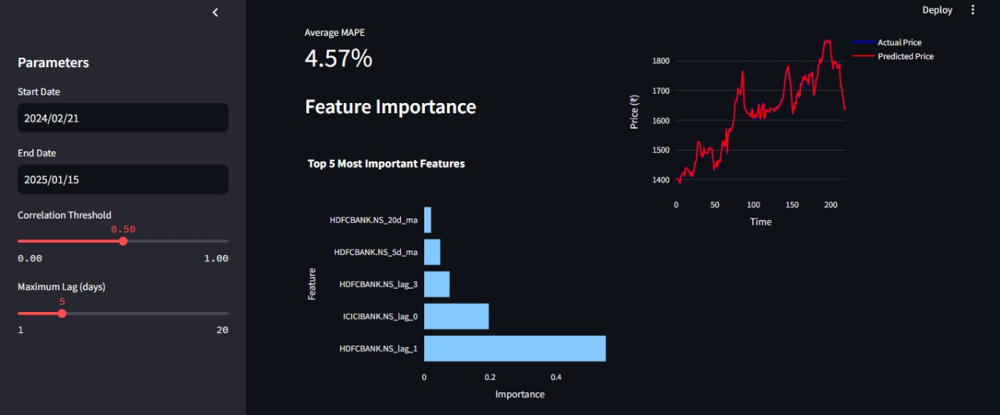 Deploy
Parameters
Start Date
2024/02/21
End Date
2025/01/15
Correlation Threshold
0.50
0.00 1.00
Maximum Lag (days)
5
1 20
Average MAPE
4.57%
Feature Importance
Top 5 Most Important Features
HDFCBANK.NS_20d_ma
HDFCBANK.NS_5d_ma
HDFCBANK.NS_lag_3
ICICIBANK.NS_lag_0
HDFCBANK.NS_lag_1
Feature
0 0.2 0.4
Importance
Actual Price
Predicted Price
1800
1700
1600
1500
1400
Price (₹)
0 50 100 150 200
Time